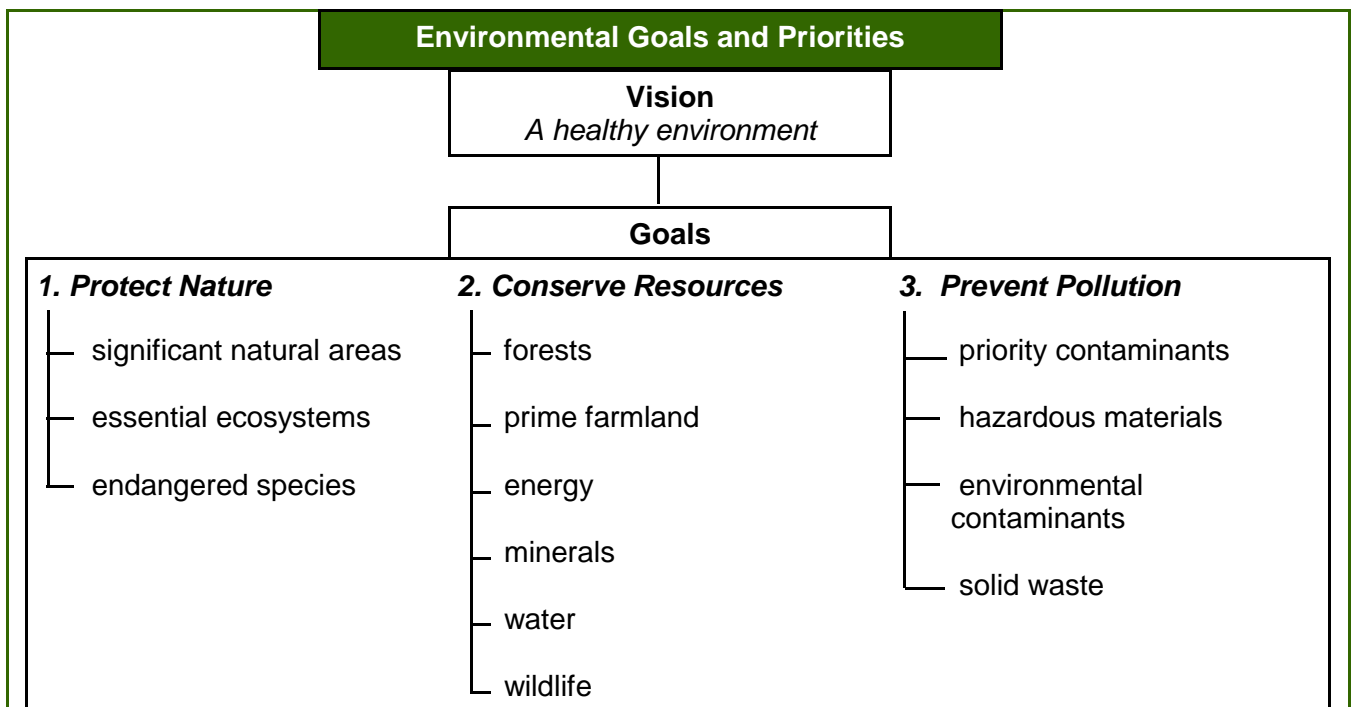 Environmental Goals and Priorities
Vision
A healthy environment
Goals
1. Protect Nature
significant natural areas
essential ecosystems
endangered species
2. Conserve Resources
forests
prime farmland
energy
minerals
water
wildlife
3. Prevent Pollution
priority contaminants
hazardous materials
environmental
contaminants
solid waste